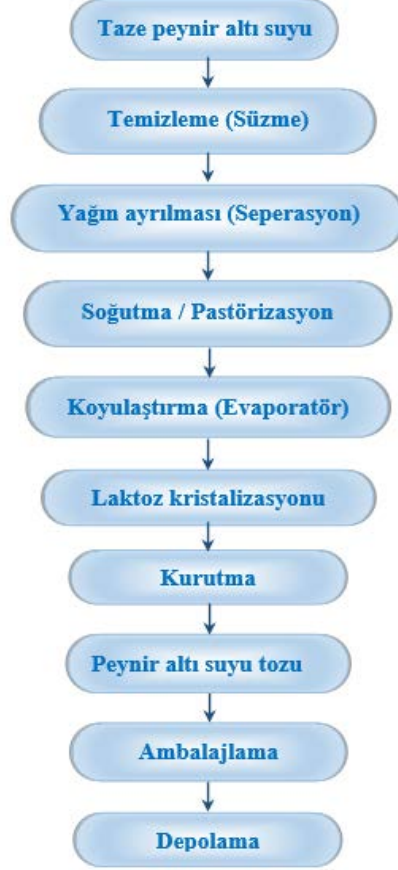 Taze peynir altı suyu
Temizleme (Süzme)
Yağın ayrılması (Seperasyon)
Soğutma / Pastörizasyon
Koyulaştırma (Evaporatör)
Laktoz kristalizasyonu
Kurutma
Peynir altı suyu tozu
Ambalajlama
Depolama